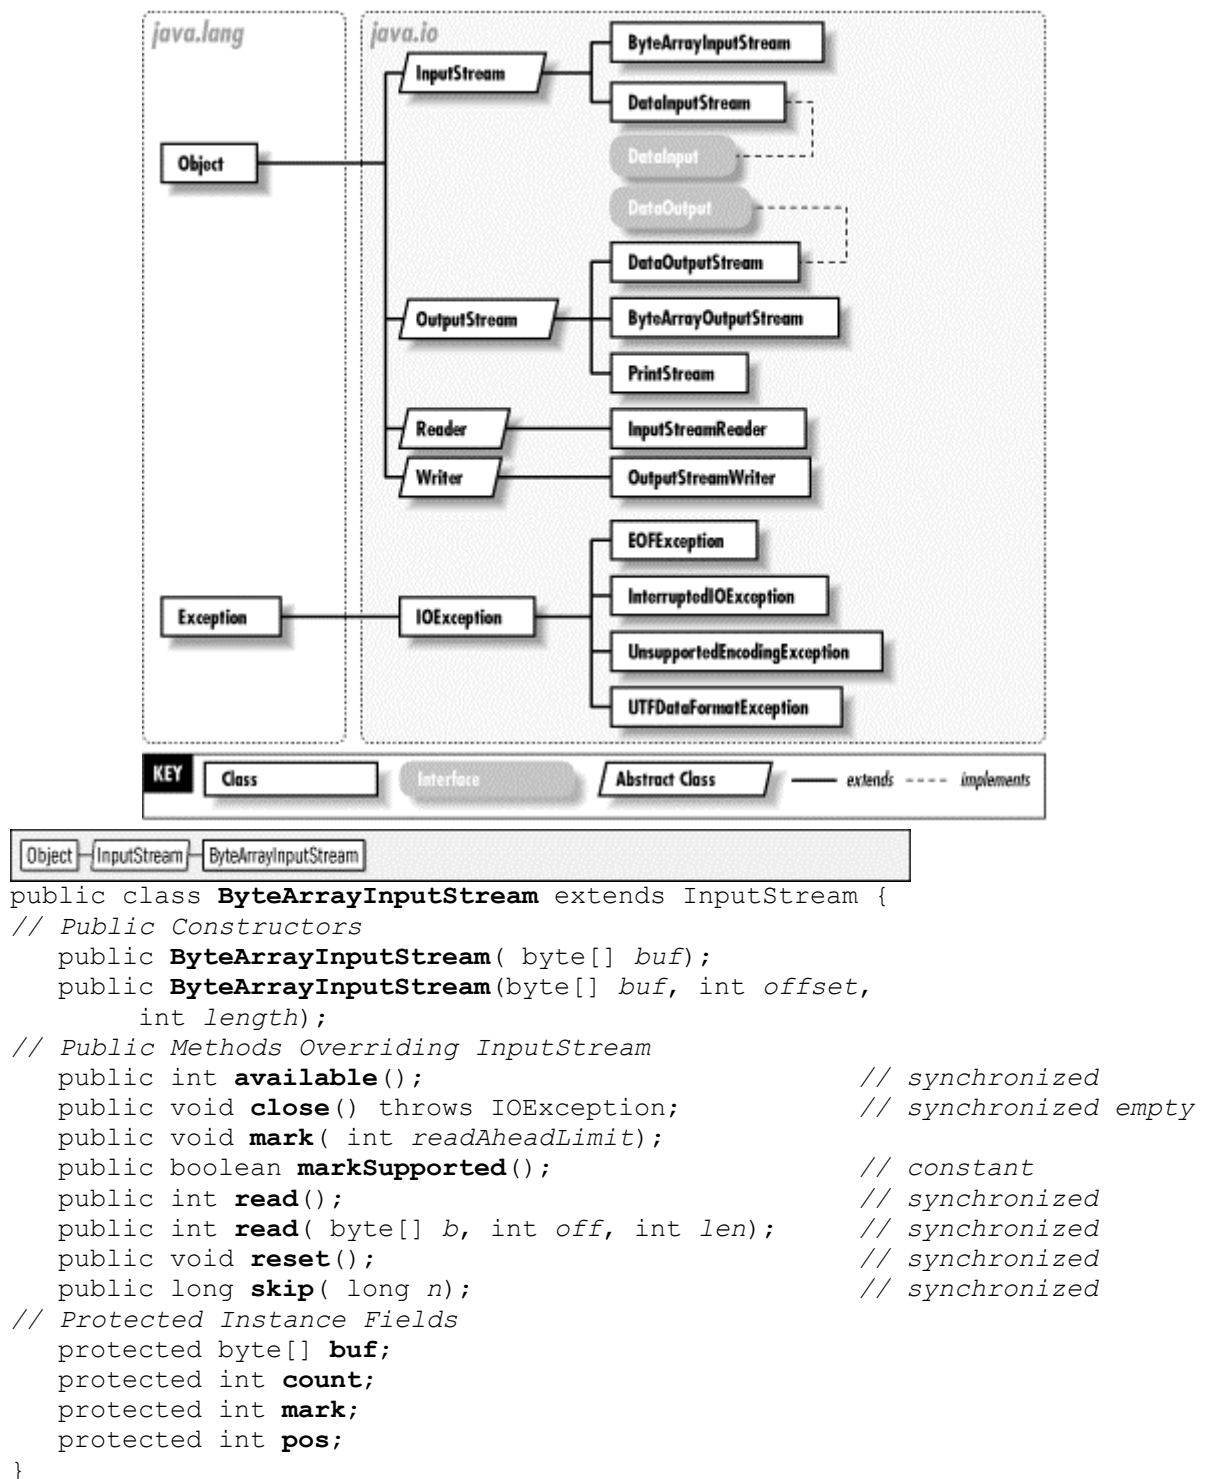 java.lang
java.io
Object
InputStream
ByteArrayInputStream
DataInputStream
DataInput
DataOutput
DataOutputStream
OutputStream
ByteArrayOutputStream
PrintStream
Reader
InputStreamReader
Writer
OutputStreamWriter
Exception
IOException
EOFException
InterruptedIOException
UnsupportedEncodingException
UTFDataFormatException
KEY
Class
Interface
Abstract Class
extends
implements
Object
InputStream
ByteArrayInputStream
public class ByteArrayInputStream extends InputStream {
// Public Constructors
public ByteArrayInputStream( byte[] buf);
public ByteArrayInputStream(byte[] buf, int offset,
int length);
// Public Methods Overriding InputStream
public int available(); // synchronized
public void close() throws IOException; // synchronized empty
public void mark( int readAheadLimit);
public boolean markSupported(); // constant
public int read(); // synchronized
public int read( byte[] b, int off, int len); // synchronized
public void reset(); // synchronized
public long skip( long n); // synchronized
// Protected Instance Fields
protected byte[] buf;
protected int count;
protected int mark;
protected int pos;
}